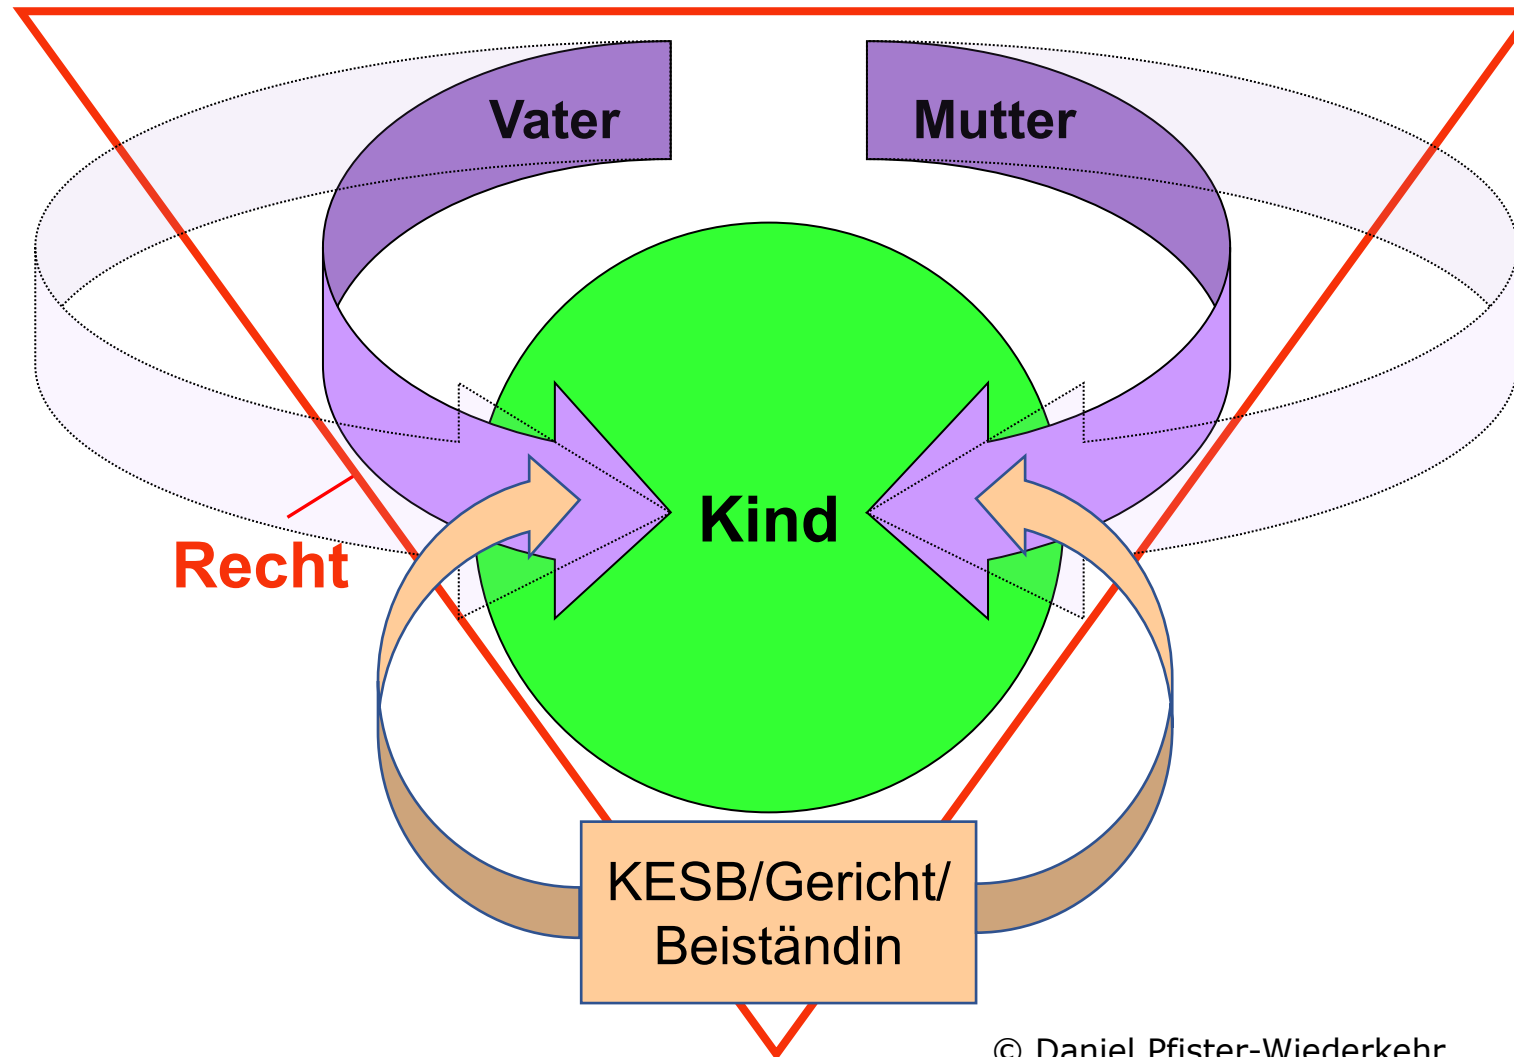 Vater
Mutter
Kind
Recht
KESB/Gericht/
Beiständin
© Daniel Pfister-Wiederkehr